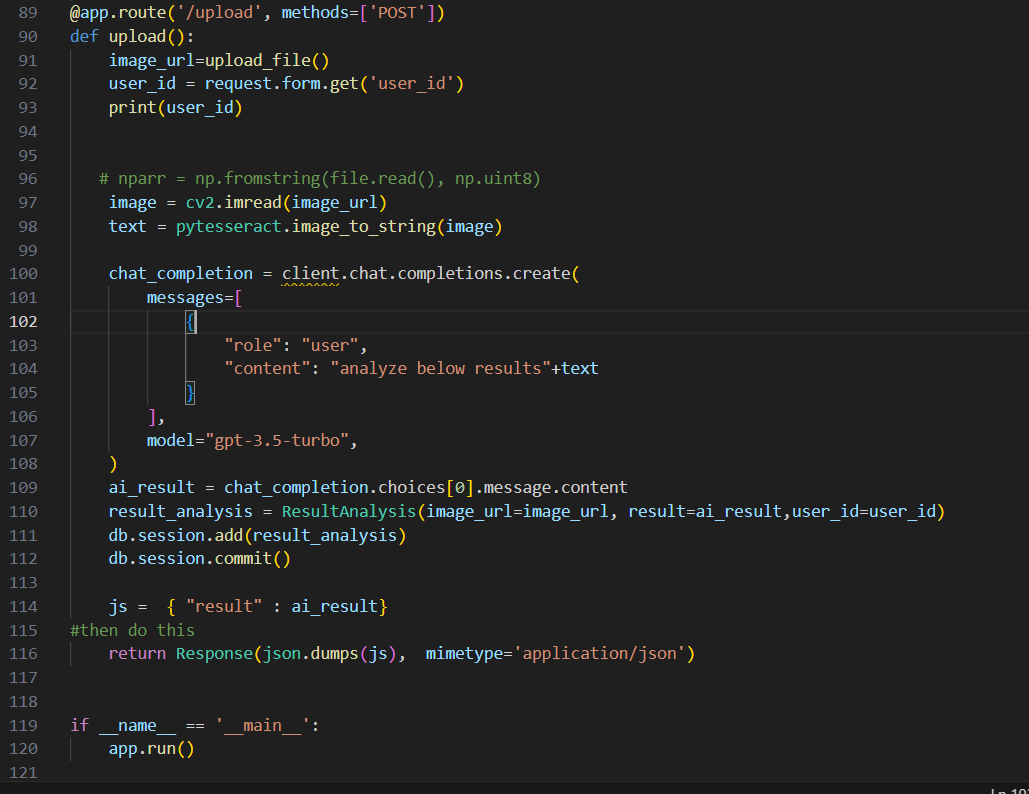 89 @app.route('/upload', methods=['POST'])
90 def upload():
91     image_url=upload_file()
92     user_id = request.form.get('user_id')
93     print(user_id)
94
95
96    # nparr = np.fromstring(file.read(), np.uint8)
97     image = cv2.imread(image_url)
98     text = pytesseract.image_to_string(image)
99
100     chat_completion = client.chat.completions.create(
101         messages=[
102             {
103                 "role": "user",
104                 "content": "analyze below results"+text
105             }
106         ],
107         model="gpt-3.5-turbo",
108     )
109     ai_result = chat_completion.choices[0].message.content
110     result_analysis = ResultAnalysis(image_url=image_url, result=ai_result,user_id=user_id)
111     db.session.add(result_analysis)
112     db.session.commit()
113
114     js =  { "result" : ai_result}
115 #then do this
116     return Response(json.dumps(js),  mimetype='application/json')
117
118
119 if __name__ == '__main__':
120     app.run()
121